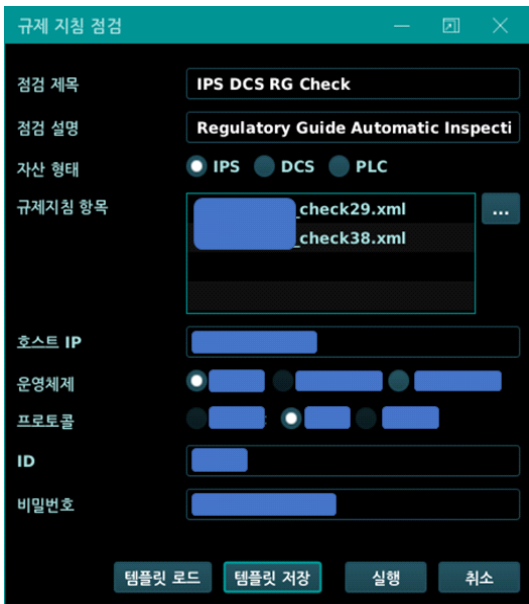 규제 지침 점검
점검 제목 IPS DCS RG Check
점검 설명 Regulatory Guide Automatic Inspecti
자산 형태 IPS DCS PLC
규제지침 항목 _check29.xml ...
_check38.xml
호스트 IP
운영체제
프로토콜
ID
비밀번호
템플릿 로드 템플릿 저장 실행 취소